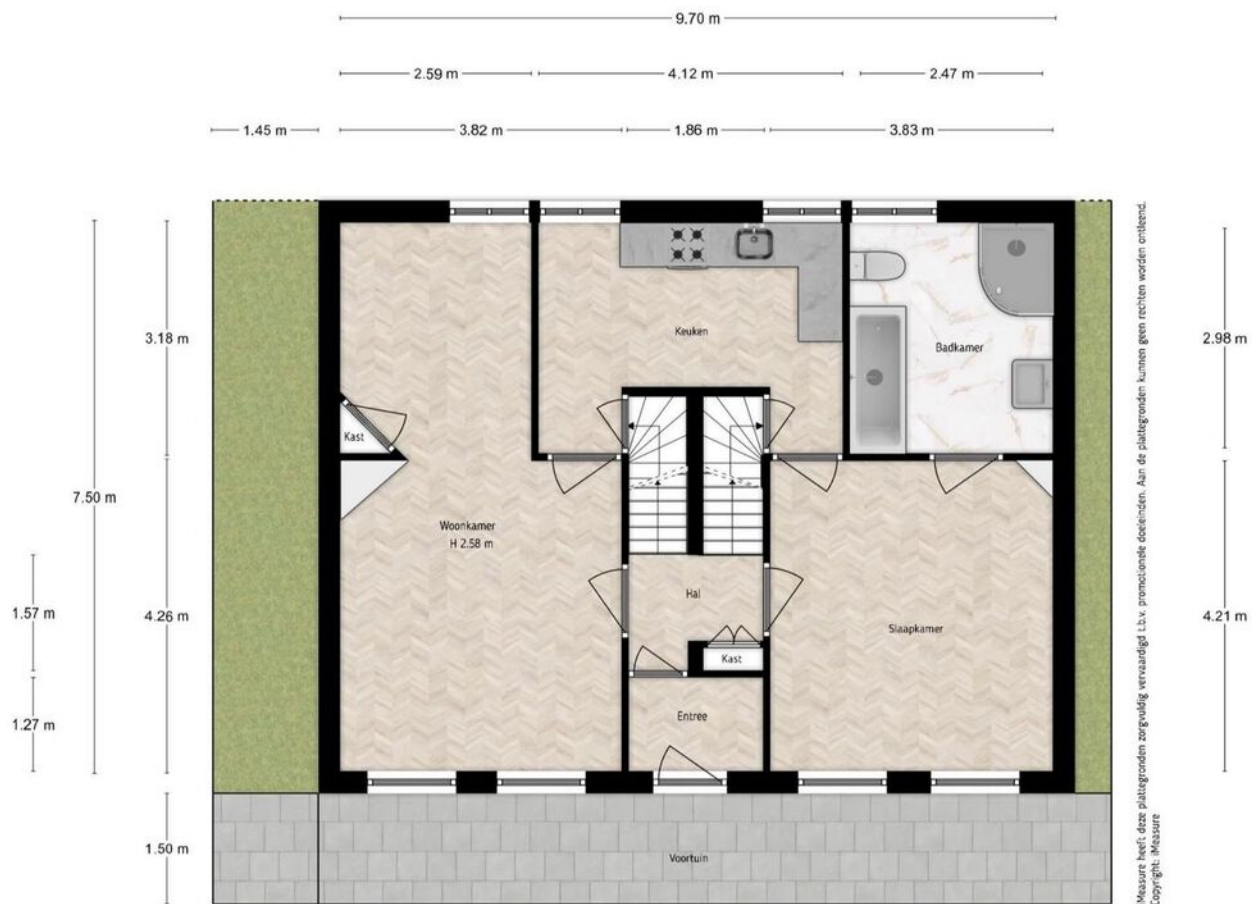 9.70 m
2.59 m
4.12 m
2.47 m
1.45 m
3.82 m
1.86 m
3.83 m
3.18 m
2.98 m
Keuken
Badkamer
Kast
7.50 m
Woonkamer
H 2.58 m
1.57 m
4.26 m
Hal
Slaapkamer
4.21 m
Kast
1.27 m
Entree
1.50 m
Voortuin
Measure heeft deze plattegronden zorgvuldig vervaardigd t.b.v. promotionele doeleinden. Aan de plattegronden kunnen geen rechten worden ontleend.
Copyright: iMeasure